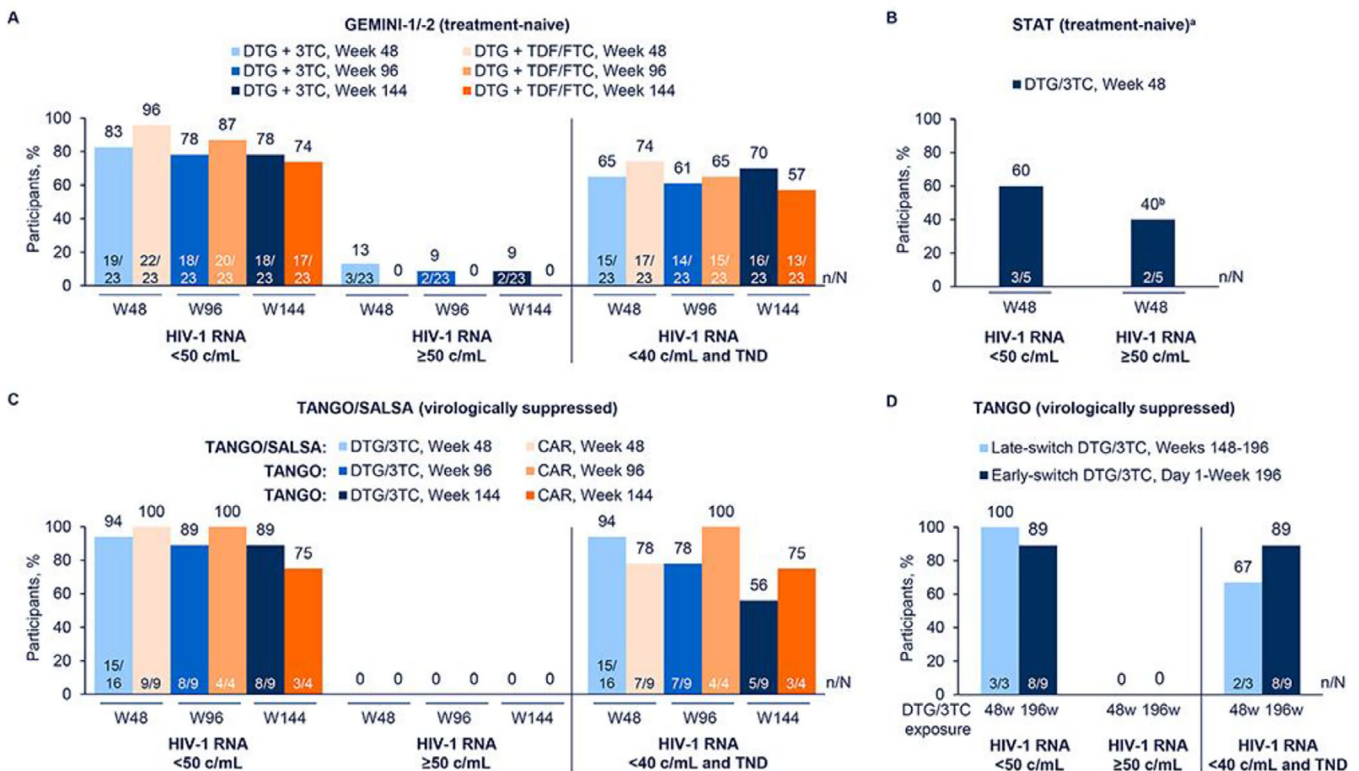 A
GEMINI-1/-2 (treatment-naive)
DTG + 3TC, Week 48
DTG + TDF/FTC, Week 48
DTG + 3TC, Week 96
DTG + TDF/FTC, Week 96
DTG + 3TC, Week 144
DTG + TDF/FTC, Week 144
Participants, %
100
80
60
40
20
0
83 96 78 87 78 74
13 0 9 0 9 0
65 74 61 65 70 57
19/ 22/ 18/ 20/ 18/ 17/
23 23 23 23 23 23
3/23 2/23 2/23
15/ 17/ 14/ 15/ 16/ 13/
23 23 23 23 23 23
n/N
W48 W96 W144
W48 W96 W144
W48 W96 W144
HIV-1 RNA
<50 c/mL
HIV-1 RNA
≥50 c/mL
HIV-1 RNA
<40 c/mL and TND
B
STAT (treatment-naive)ᵃ
DTG/3TC, Week 48
Participants, %
100
80
60
40
20
0
60 40ᵇ
3/5 2/5
n/N
W48 W48
HIV-1 RNA
<50 c/mL
HIV-1 RNA
≥50 c/mL
C
TANGO/SALSA (virologically suppressed)
TANGO/SALSA: DTG/3TC, Week 48 CAR, Week 48
TANGO: DTG/3TC, Week 96 CAR, Week 96
TANGO: DTG/3TC, Week 144 CAR, Week 144
Participants, %
100
80
60
40
20
0
94 100 89 100 89 75
0 0 0 0 0 0
94 78 78 100 56 75
15/
16 9/9 8/9 4/4 8/9 3/4
15/
16 7/9 7/9 4/4 5/9 3/4
n/N
W48 W96 W144
W48 W96 W144
W48 W96 W144
HIV-1 RNA
<50 c/mL
HIV-1 RNA
≥50 c/mL
HIV-1 RNA
<40 c/mL and TND
D
TANGO (virologically suppressed)
Late-switch DTG/3TC, Weeks 148-196
Early-switch DTG/3TC, Day 1-Week 196
Participants, %
100
80
60
40
20
0
100 89
0 0
67 89
3/3 8/9
2/3 8/9
n/N
DTG/3TC
exposure
48w 196w
48w 196w
48w 196w
HIV-1 RNA
<50 c/mL
HIV-1 RNA
≥50 c/mL
HIV-1 RNA
<40 c/mL and TND